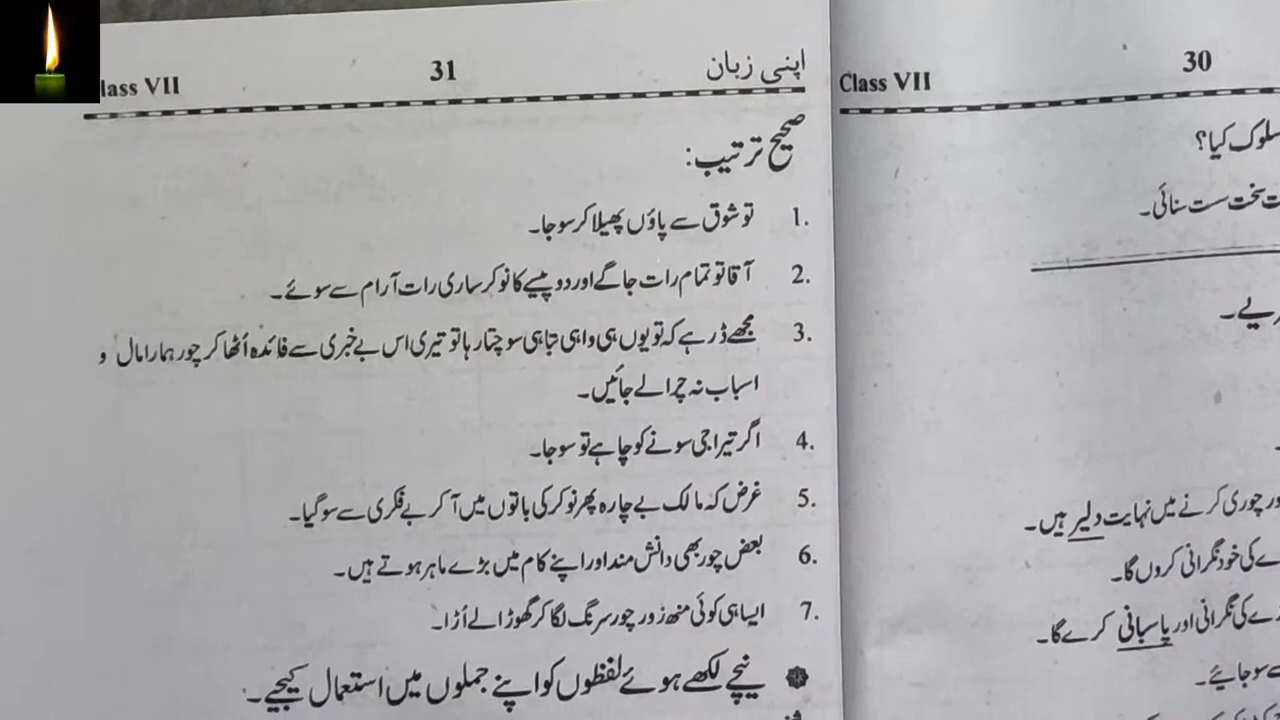 اپنی زبان 31 lass VII
صحیح ترتیب:
1. تو شوق سے پاؤں پھیلا کر سو جا۔
2. آقا تو تمام رات جاگے اور دو پیسے کا نوکر ساری رات آرام سے سوئے۔
3. مجھے ڈر ہے کہ تو یوں ہی واہی تباہی سوچتا رہا تو تیری اس بے خبری سے فائدہ اُٹھا کر چور ہمارا مال و
اسباب نہ چرا لے جائیں۔
4. اگر تیرا جی سونے کو چاہے تو سو جا۔
5. غرض کہ مالک بے چارہ پھر نوکر کی باتوں میں آ کر بے فکری سے سو گیا۔
6. بعض چور بھی دانش مند اور اپنے کام میں بڑے ماہر ہوتے ہیں۔
7. ایسا ہی کوئی منھ زور چور سرنگ لگا کر گھوڑا لے اُڑا۔
نیچے لکھے ہوئے لفظوں کو اپنے جملوں میں استعمال کیجیے۔
30 Class VII
سلوک کیا؟
سخت سست سنائی۔
چوری کرنے میں نہایت دلیر ہیں۔
کی خود نگرانی کروں گا۔
کی نگرانی اور پاسبانی کرے گا۔
سے سو جایئے۔